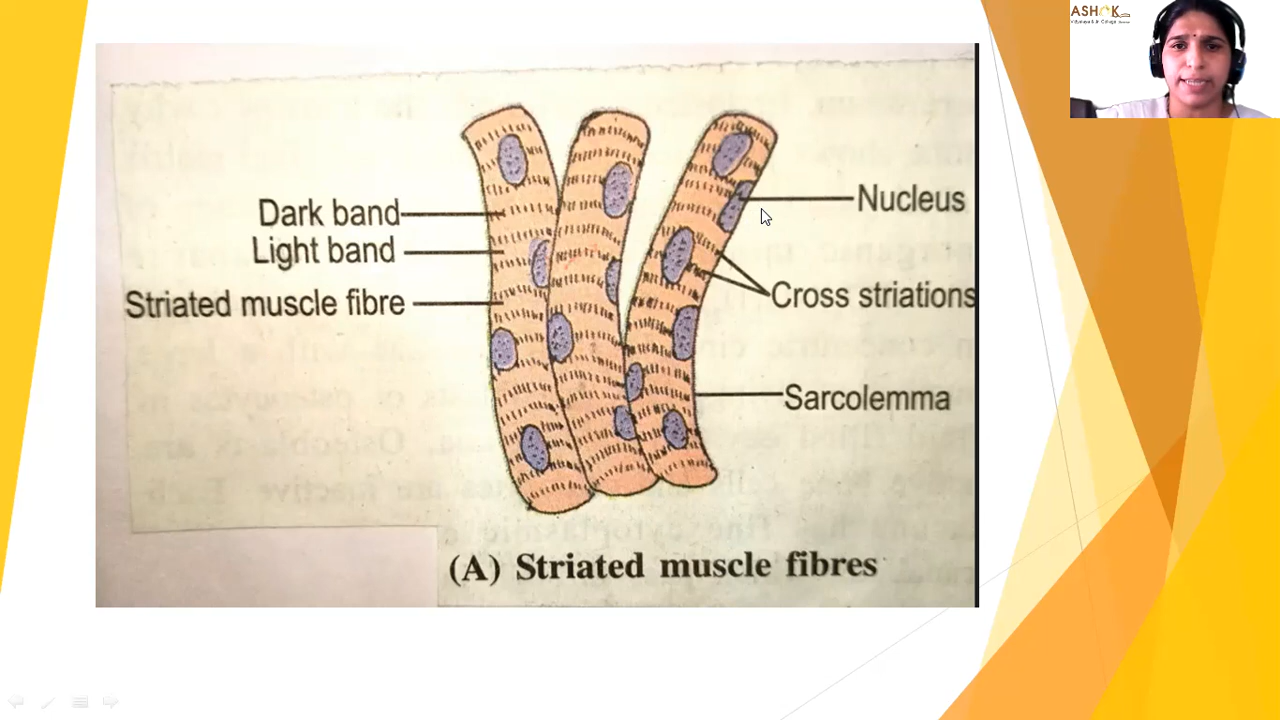 ASHOK
Dark band
Light band
Striated muscle fibre
Nucleus
Cross striations
Sarcolemma
(A) Striated muscle fibres